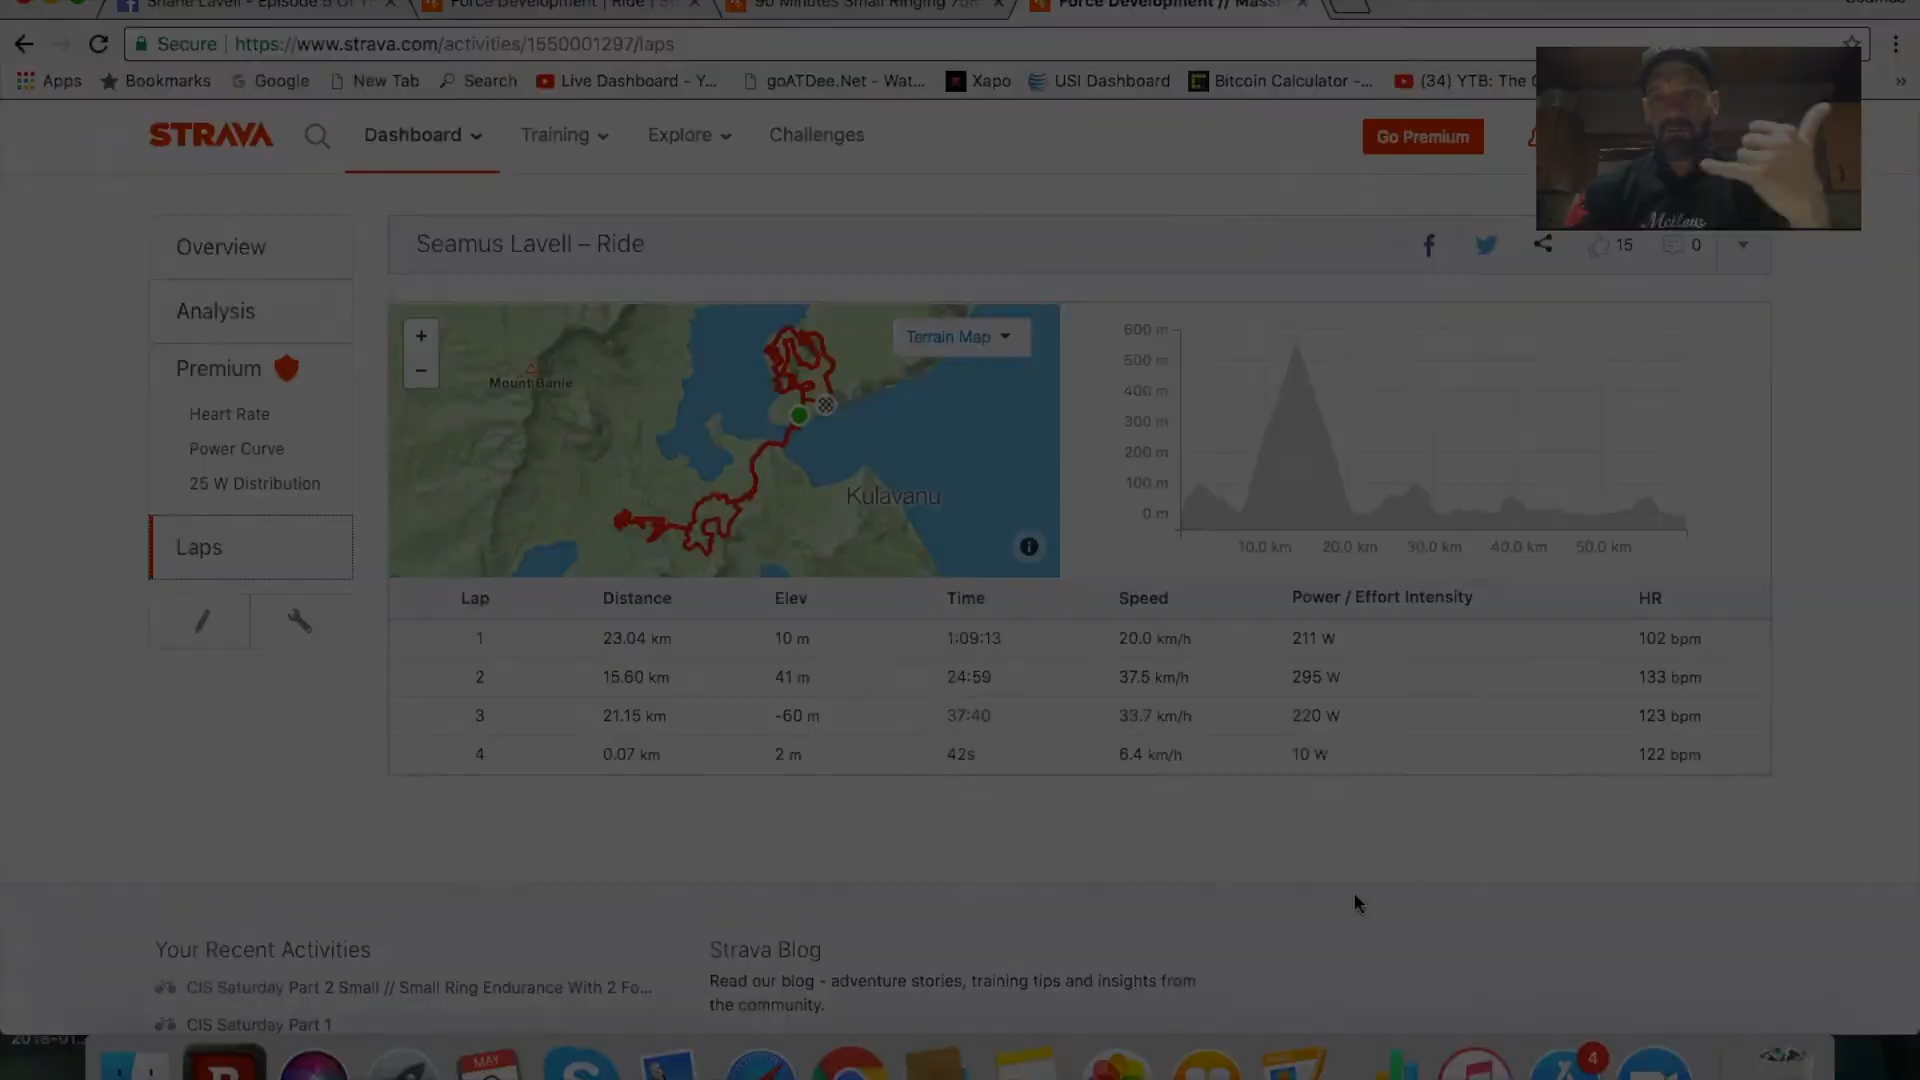 90 Minutes Small Ringing
Secure https://www.strava.com/activities/1550001297/laps
Apps Bookmarks Google New Tab Search Live Dashboard - Y... goATDee.Net - Wat... Xapo USI Dashboard Bitcoin Calculator -... (34) YTB: The
STRAVA Dashboard Training Explore Challenges Go Premium
Metlong
Overview
Analysis
Premium
Heart Rate
Power Curve
25 W Distribution
Laps
Seamus Lavell – Ride 15 0
+
−
Terrain Map
Mount Banie
Kulavanu
600 m
500 m
400 m
300 m
200 m
100 m
0 m
10.0 km 20.0 km 30.0 km 40.0 km 50.0 km
Lap Distance Elev Time Speed Power / Effort Intensity HR
1 23.04 km 10 m 1:09:13 20.0 km/h 211 W 102 bpm
2 15.60 km 41 m 24:59 37.5 km/h 295 W 133 bpm
3 21.15 km -60 m 37:40 33.7 km/h 220 W 123 bpm
4 0.07 km 2 m 42s 6.4 km/h 10 W 122 bpm
Your Recent Activities
CIS Saturday Part 2 Small // Small Ring Endurance With 2 Fo...
CIS Saturday Part 1
Strava Blog
Read our blog - adventure stories, training tips and insights from
the community.
MAY
4